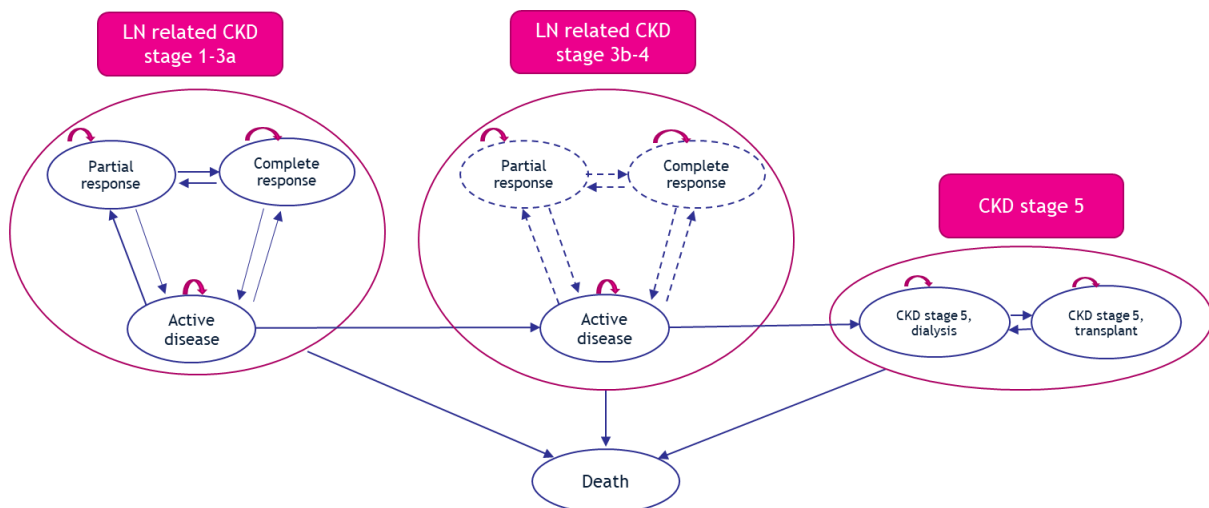 LN related CKD
stage 1-3a
LN related CKD
stage 3b-4
Partial
response
Complete
response
Partial
response
Complete
response
CKD stage 5
Active
disease
Active
disease
CKD stage 5,
dialysis
CKD stage 5,
transplant
Death